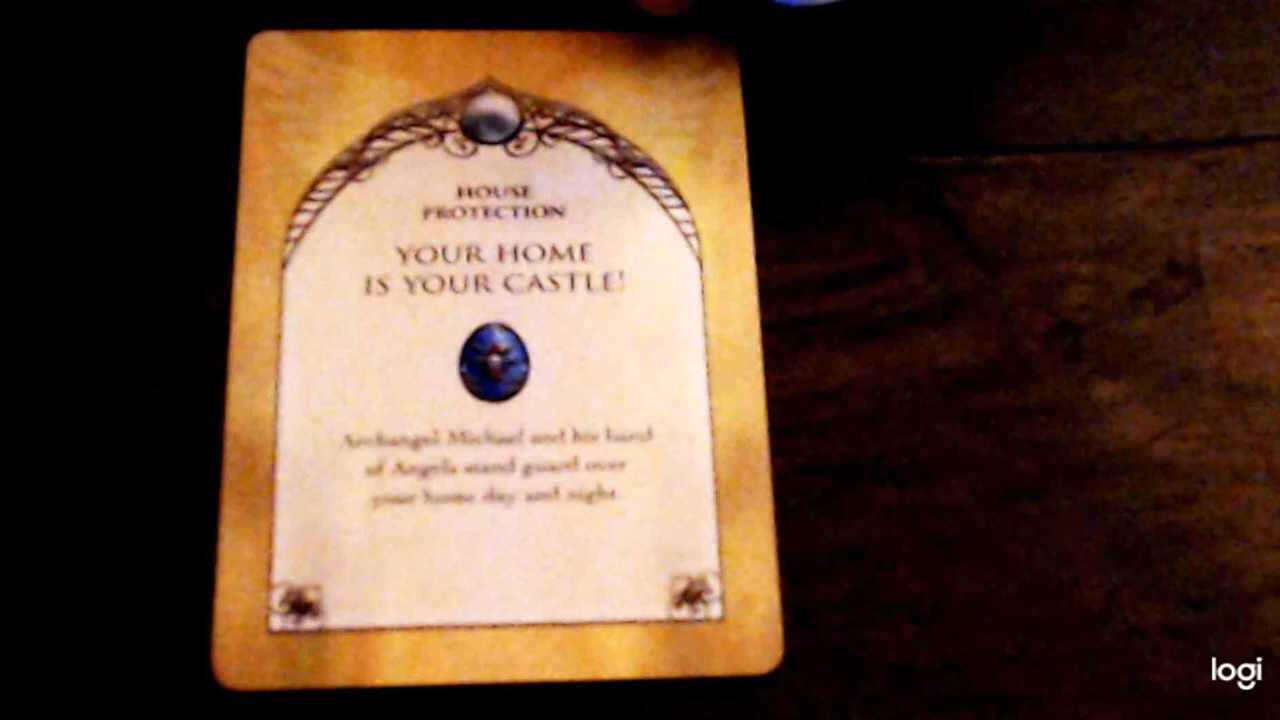 HOUSE
PROTECTION
YOUR HOME
IS YOUR CASTLE!
Archangel Michael and his band
of Angels stand guard over
your home day and night.
logi